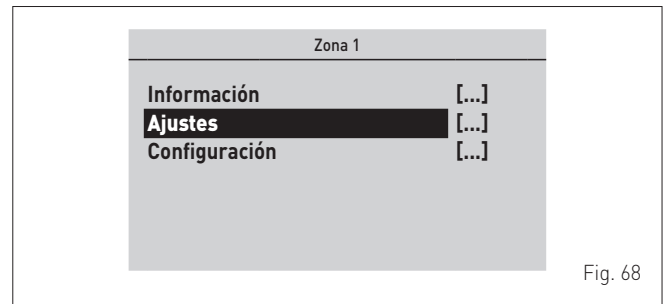 Zona 1
Información [...]
Ajustes [...]
Configuración [...]
Fig. 68